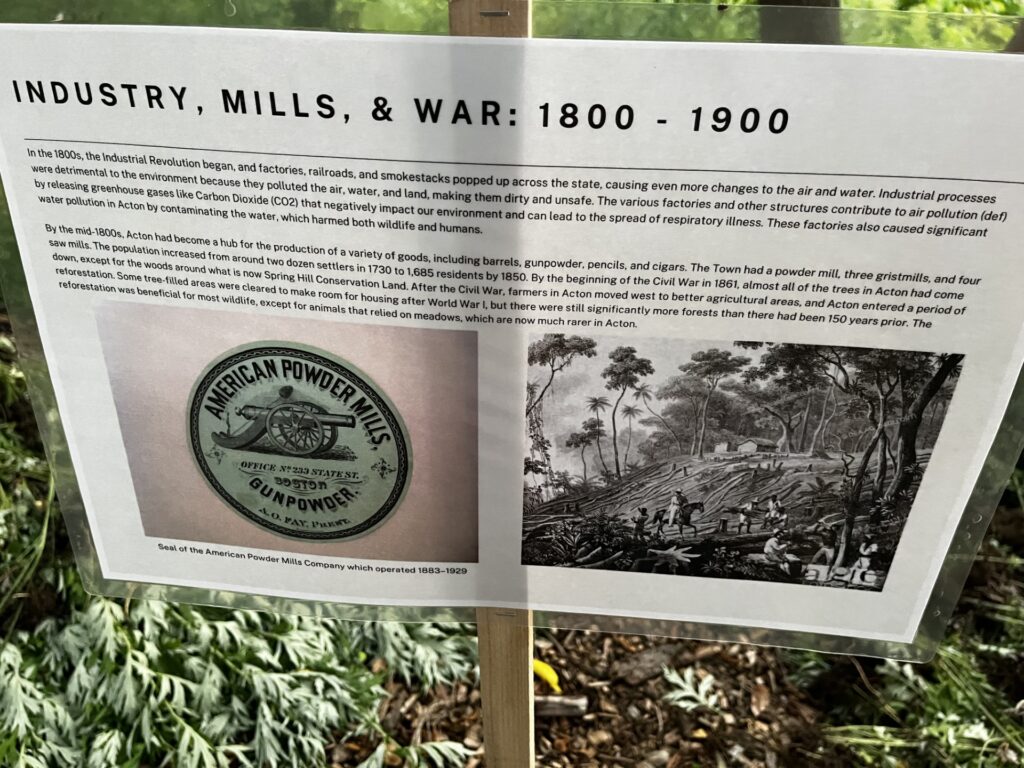 INDUSTRY, MILLS, & WAR: 1800 - 1900
In the 1800s, the Industrial Revolution began, and factories, railroads, and smokestacks popped up across the state, causing even more changes to the air and water. Industrial processes
were detrimental to the environment because they polluted the air, water, and land, making them dirty and unsafe. The various factories and other structures contribute to air pollution (def)
by releasing greenhouse gases like Carbon Dioxide (CO2) that negatively impact our environment and can lead to the spread of respiratory illness. These factories also caused significant
water pollution in Acton by contaminating the water, which harmed both wildlife and humans.
By the mid-1800s, Acton had become a hub for the production of a variety of goods, including barrels, gunpowder, pencils, and cigars. The Town had a powder mill, three gristmills, and four
saw mills. The population increased from around two dozen settlers in 1730 to 1,685 residents by 1850. By the beginning of the Civil War in 1861, almost all of the trees in Acton had come
down, except for the woods around what is now Spring Hill Conservation Land. After the Civil War, farmers in Acton moved west to better agricultural areas, and Acton entered a period of
reforestation. Some tree-filled areas were cleared to make room for housing after World War I, but there were still significantly more forests than there had been 150 years prior. The
reforestation was beneficial for most wildlife, except for animals that relied on meadows, which are now much rarer in Acton.
AMERICAN POWDER MILLS,
OFFICE No 233 STATE ST.
BOSTON
GUNPOWDER.
A. O. FAY, PREST.
Seal of the American Powder Mills Company which operated 1883-1929